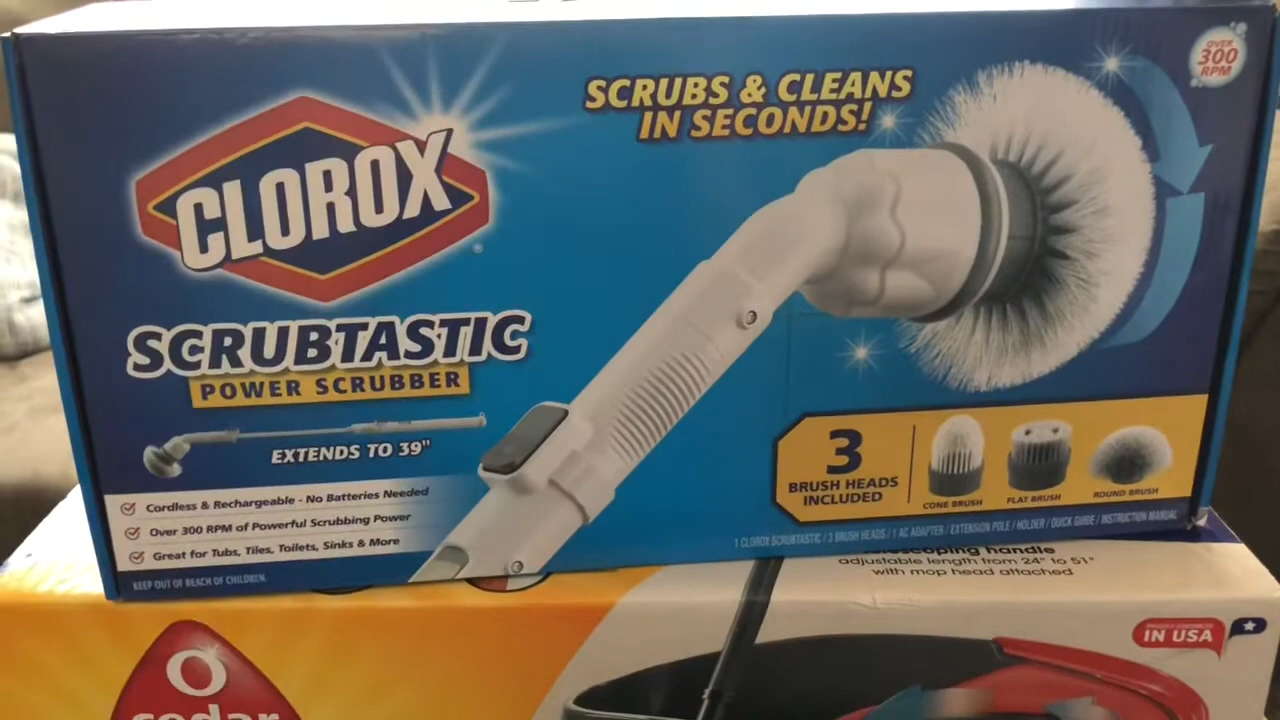 OVER
300
RPM
SCRUBS & CLEANS
IN SECONDS!
CLOROX
®
SCRUBTASTIC
POWER SCRUBBER
EXTENDS TO 39"
Cordless & Rechargeable - No Batteries Needed
Over 300 RPM of Powerful Scrubbing Power
Great for Tubs, Tiles, Toilets, Sinks & More
KEEP OUT OF REACH OF CHILDREN.
3
BRUSH HEADS
INCLUDED
CONE BRUSH
FLAT BRUSH
ROUND BRUSH
1 CLOROX SCRUBTASTIC / 3 BRUSH HEADS / 1 AC ADAPTER / EXTENSION POLE / HOLDER / QUICK GUIDE / INSTRUCTION MANUAL
handle
adjustable length from 24" to 51"
with mop head attached
IN USA
O
cedar